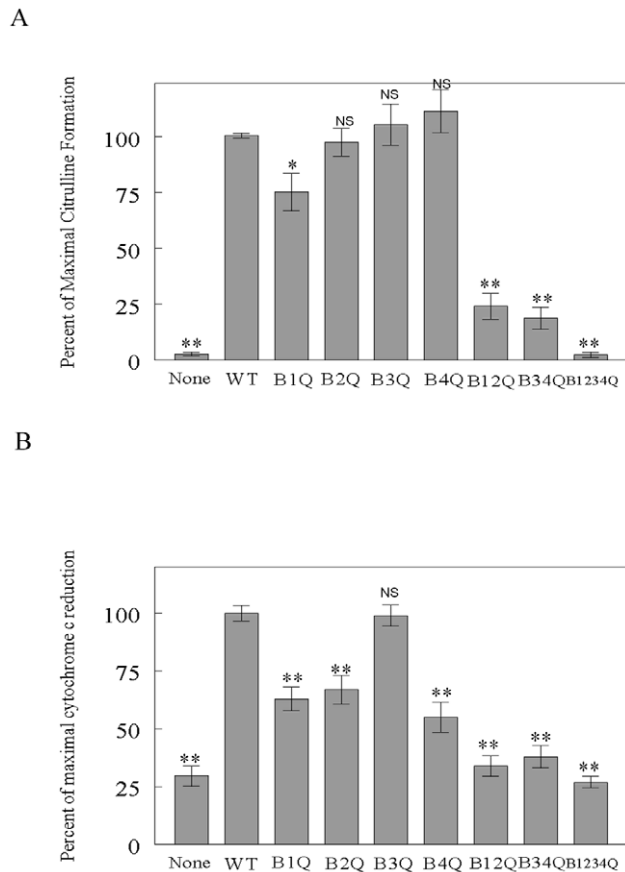 A
Percent of Maximal Citrulline Formation
100
75
50
25
0
**
*
NS
NS
NS
**
**
**
None WT B1Q B2Q B3Q B4Q B12Q B34Q B1234Q
B
Percent of maximal cytochrome c reduction
100
75
50
25
0
**
**
**
NS
**
**
**
**
None WT B1Q B2Q B3Q B4Q B12Q B34Q B1234Q